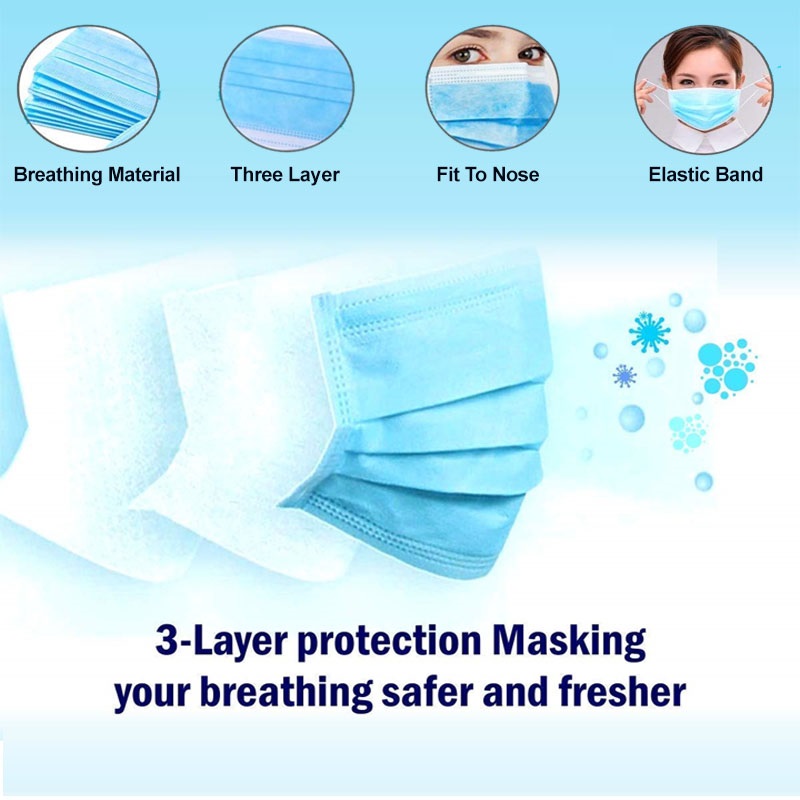 Breathing Material
Three Layer
Fit To Nose
Elastic Band
3-Layer protection Masking
your breathing safer and fresher